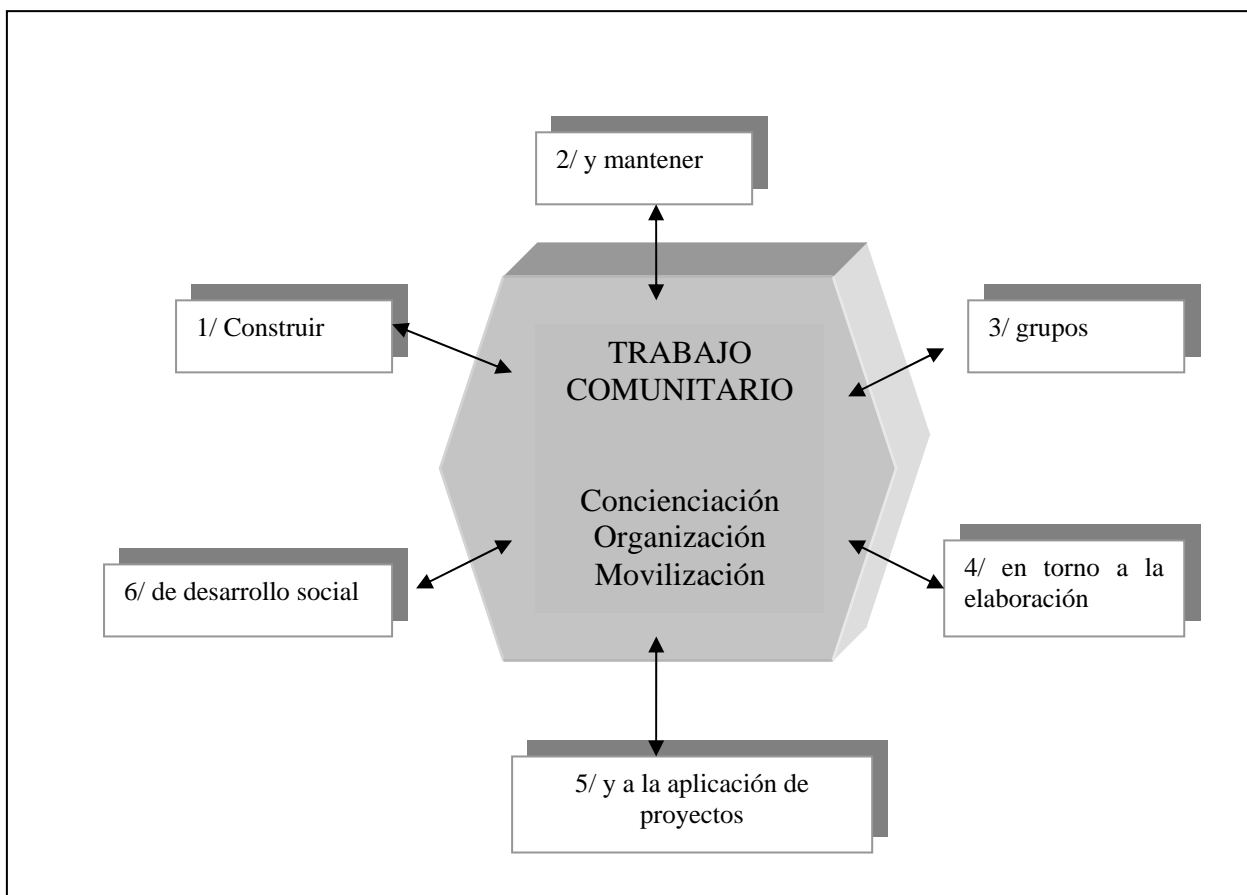 2/ y mantener
1/ Construir
3/ grupos
TRABAJO
COMUNITARIO
Concienciación
Organización
Movilización
6/ de desarrollo social
4/ en torno a la
elaboración
5/ y a la aplicación de
proyectos